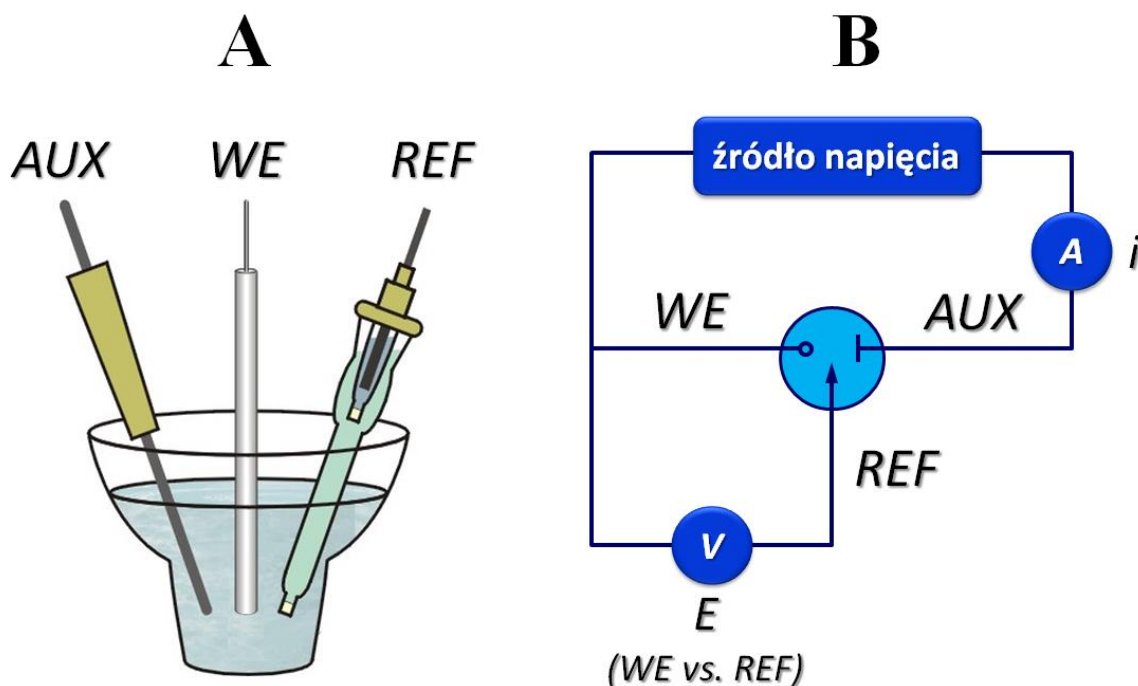 A
B
AUX
WE
REF
źródło napięcia
A
i
WE
AUX
REF
V
E
(WE vs. REF)